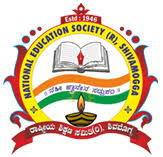 Estd : 1946
NATIONAL EDUCATION SOCIETY (R), SHIVAMOGGA
ರಾಷ್ಟ್ರೀಯ ಶಿಕ್ಷಣ ಸಮಿತಿ(ರಿ) ಶಿವಮೊಗ್ಗ